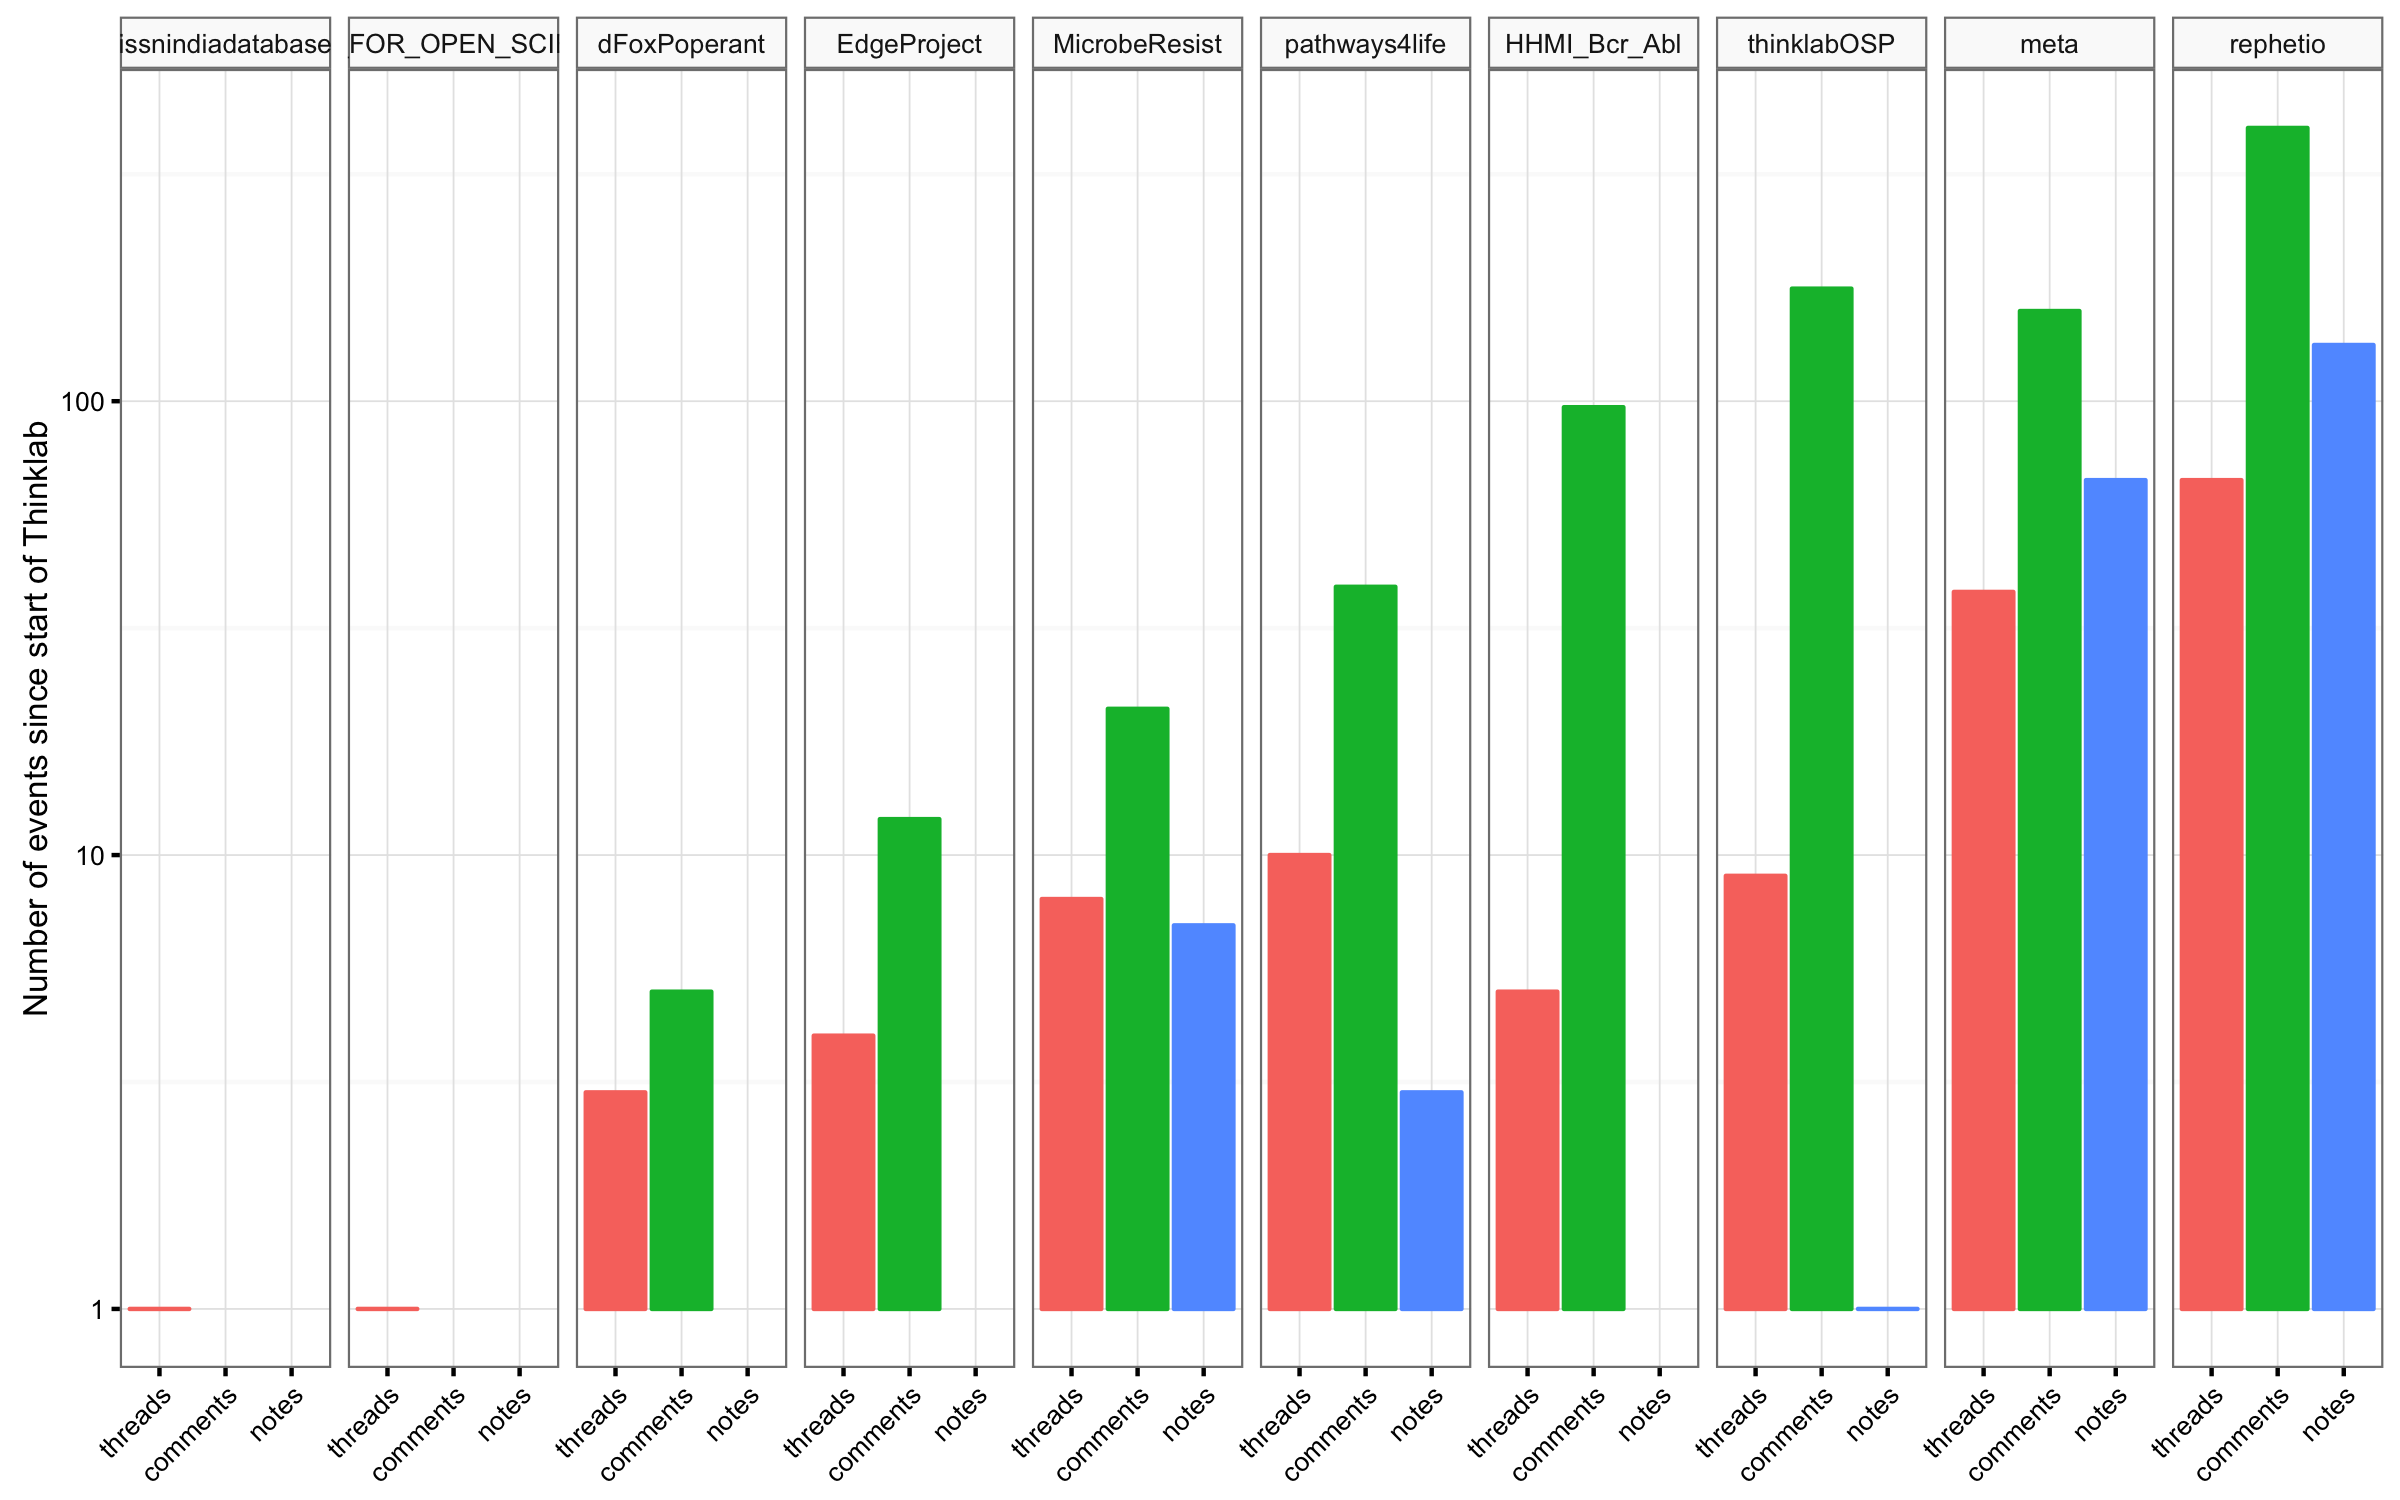 issnindiadatabase
FOR_OPEN_SCI
dFoxPoperant
EdgeProject
MicrobeResist
pathways4life
HHMI_Bcr_Abl
thinklabOSP
meta
rephetio
Number of events since start of Thinklab
100
10
1
threads
comments
notes
threads
comments
notes
threads
comments
notes
threads
comments
notes
threads
comments
notes
threads
comments
notes
threads
comments
notes
threads
comments
notes
threads
comments
notes
threads
comments
notes